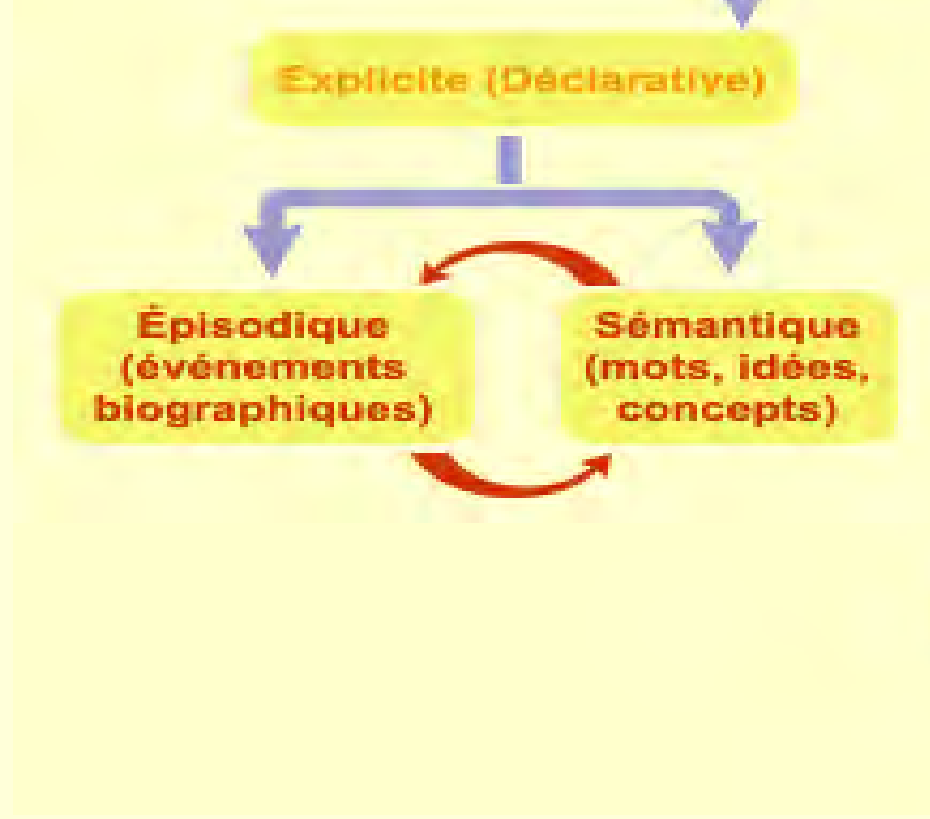 Explicite (Déclarative)
Épisodique
(événements
biographiques)
Sémantique
(mots, idées,
concepts)